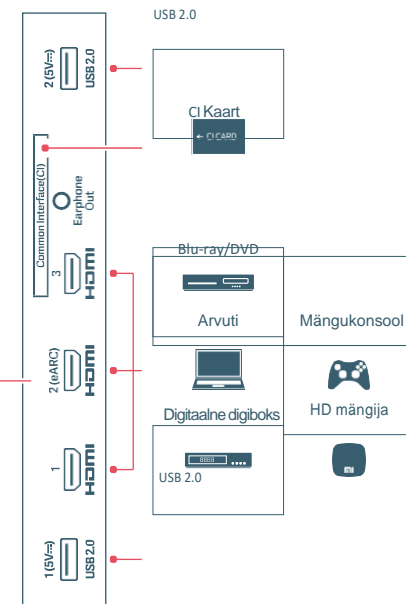 USB 2.0
2 (5V⎓)
USB 2.0
CI Kaart
← CI CARD
Common Interface(CI)
Earphone
Out
3
HDMI
Blu-ray/DVD
Arvuti
Mängukonsool
2 (eARC)
HDMI
Digitaalne digiboks
HD mängija
8888
mi
USB 2.0
1
HDMI
1 (5V⎓)
USB 2.0